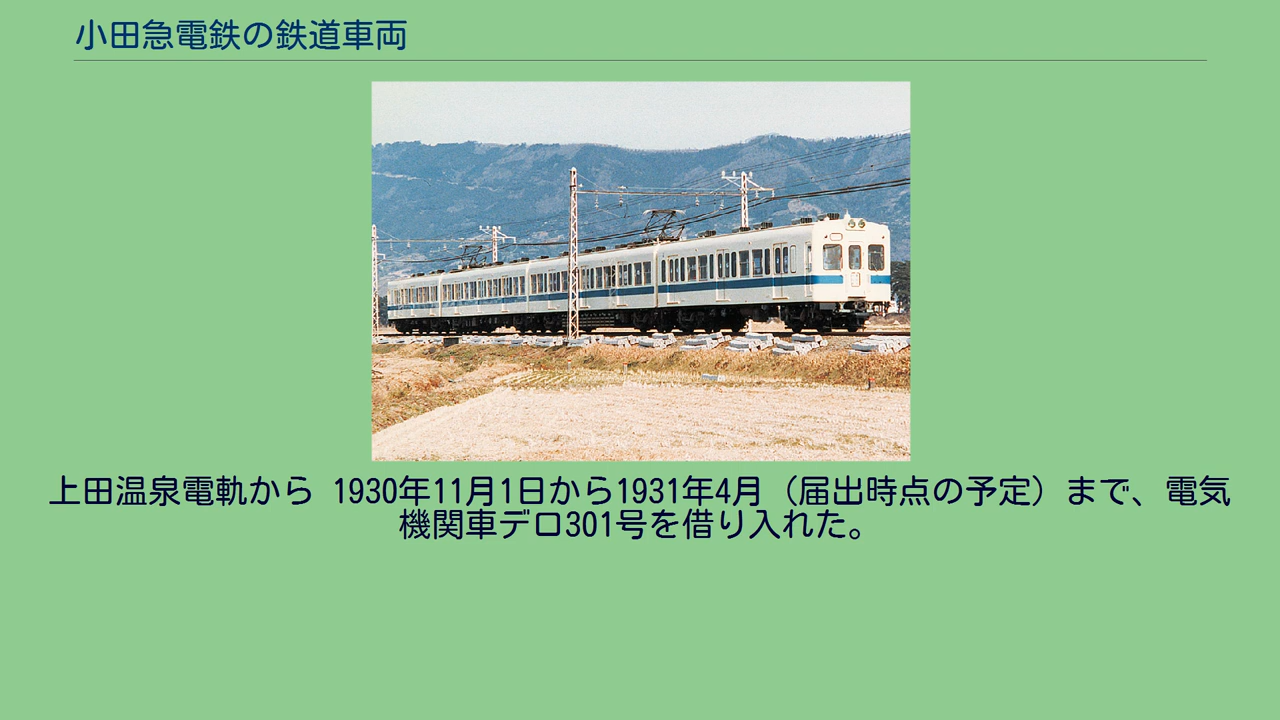 小田急電鉄の鉄道車両
上田温泉電軌から 1930年11月1日から1931年4月（届出時点の予定）まで、電気
機関車デロ301号を借り入れた。